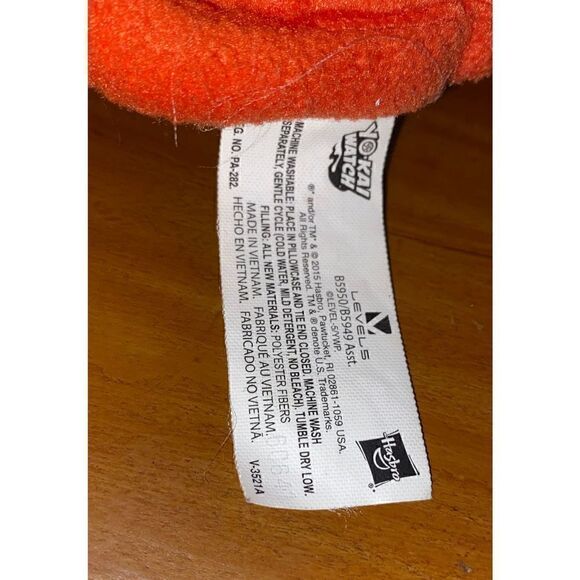 YO-KAI
WATCH
LEVEL5
Hasbro
®
B5950/B5949 Asst.
©LEVEL-5/YWP.
®* and/or TM* & © 2015 Hasbro, Pawtucket, RI 02861-1059 USA.
All Rights Reserved. TM & ® denote U.S. Trademarks.
MACHINE WASHABLE: PLACE IN PILLOWCASE AND TIE END CLOSED. MACHINE WASH
SEPARATELY, GENTLE CYCLE (COLD WATER, MILD DETERGENT, NO BLEACH), TUMBLE DRY LOW.
FILLING: ALL NEW MATERIALS: POLYESTER FIBERS
MADE IN VIETNAM. FABRIQUÉ AU VIETNAM.
HECHO EN VIETNAM. FABRICADO NO VIETNÃ.
NO. PA-282.
V-3521A